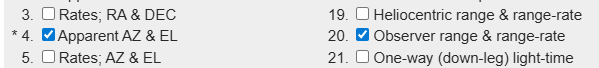 3. Rates; RA & DEC
19. Heliocentric range & range-rate
* 4. Apparent AZ & EL
20. Observer range & range-rate
5. Rates; AZ & EL
21. One-way (down-leg) light-time